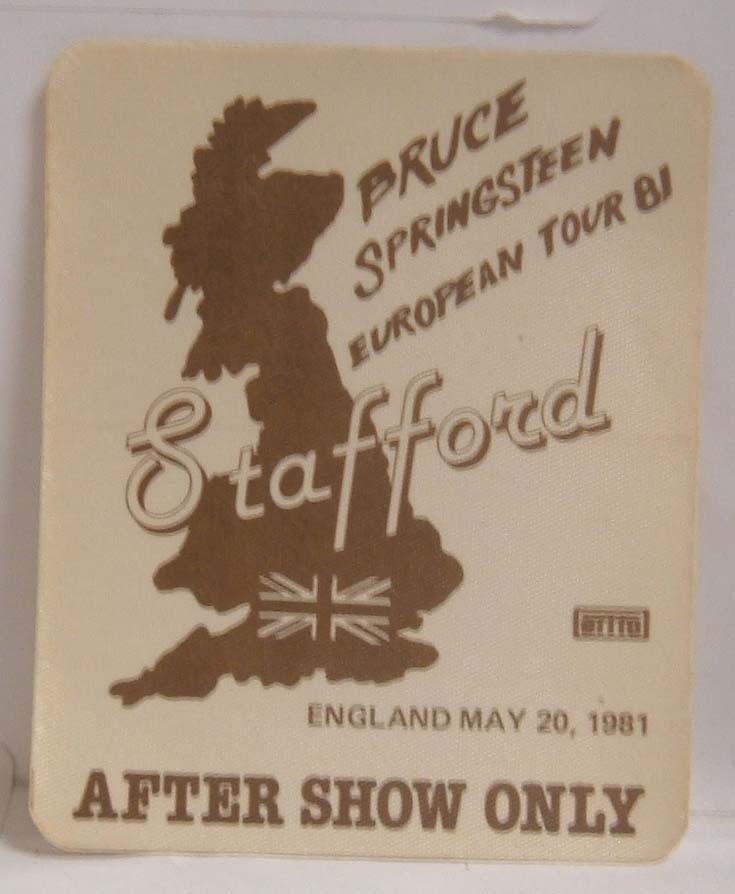 BRUCE
SPRINGSTEEN
EUROPEAN TOUR 81
Stafford
ENGLAND MAY 20, 1981
AFTER SHOW ONLY